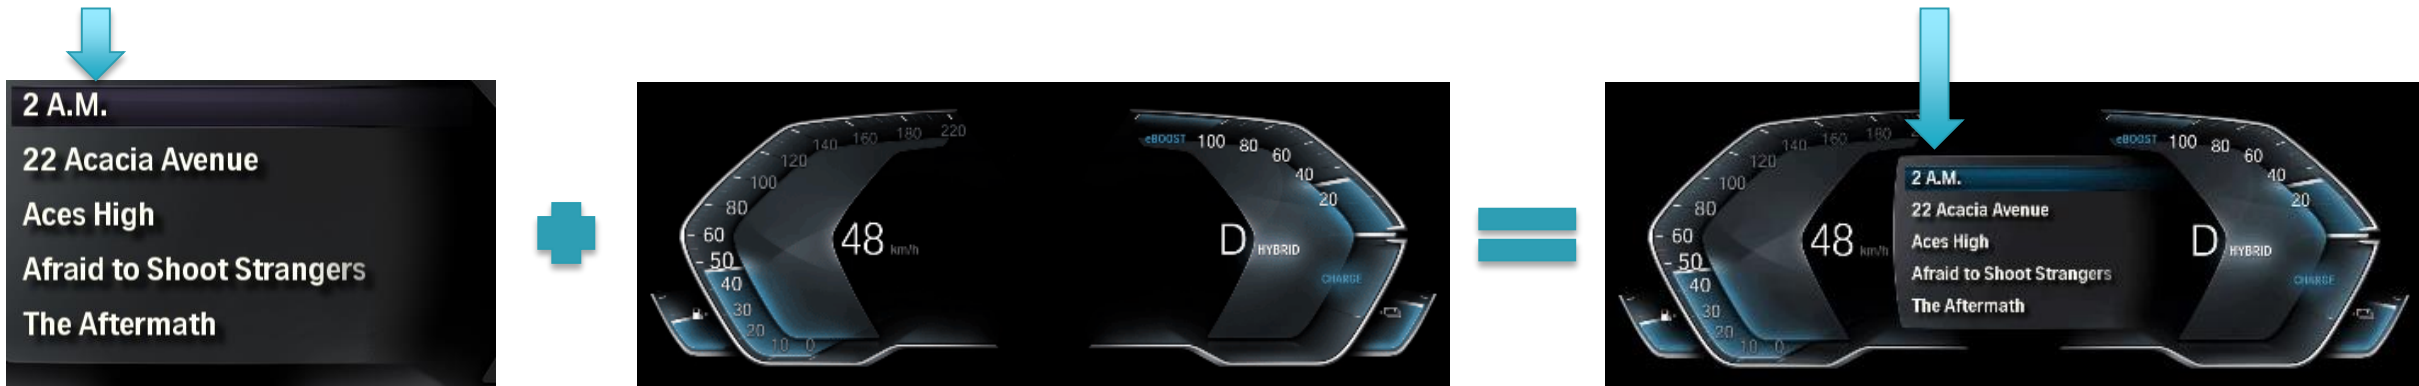 2 A.M.
22 Acacia Avenue
Aces High
Afraid to Shoot Strangers
The Aftermath
220
180
160
140
120
100
80
60
50
40
30
20
10
0
48 km/h
eBOOST
100
80
60
40
20
D HYBRID
CHARGE
180
160
140
120
100
80
60
50
40
30
20
10
0
48 km/h
2 A.M.
22 Acacia Avenue
Aces High
Afraid to Shoot Strangers
The Aftermath
eBOOST
100
80
60
40
20
D HYBRID
CHARGE